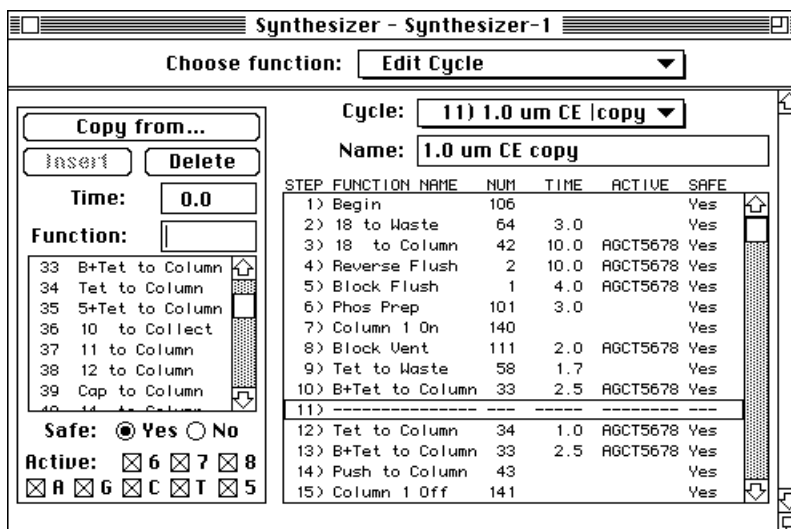 Synthesizer - Synthesizer-1
Choose function: Edit Cycle
Copy from...
Insert Delete
Time: 0.0
Function:
33 B+Tet to Column
34 Tet to Column
35 5+Tet to Column
36 10 to Collect
37 11 to Column
38 12 to Column
39 Cap to Column
Safe: Yes No
Active: 6 7 8
A G C T 5
Cycle: 11) 1.0 um CE |copy
Name: 1.0 um CE copy
STEP FUNCTION NAME NUM TIME ACTIVE SAFE
1) Begin 106 Yes
2) 18 to Waste 64 3.0 Yes
3) 18 to Column 42 10.0 AGCT5678 Yes
4) Reverse Flush 2 10.0 AGCT5678 Yes
5) Block Flush 1 4.0 AGCT5678 Yes
6) Phos Prep 101 3.0 Yes
7) Column 1 On 140 Yes
8) Block Vent 111 2.0 AGCT5678 Yes
9) Tet to Waste 58 1.7 Yes
10) B+Tet to Column 33 2.5 AGCT5678 Yes
11) --------------- --- ----- -------- ---
12) Tet to Column 34 1.0 AGCT5678 Yes
13) B+Tet to Column 33 2.5 AGCT5678 Yes
14) Push to Column 43 Yes
15) Column 1 Off 141 Yes